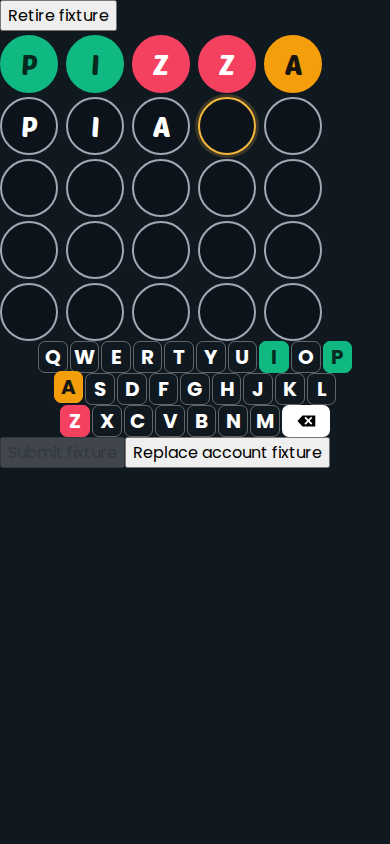 Retire fixture
P I Z Z A
P I A
Q W E R T Y U I O P
A S D F G H J K L
Z X C V B N M
Submit fixture Replace account fixture